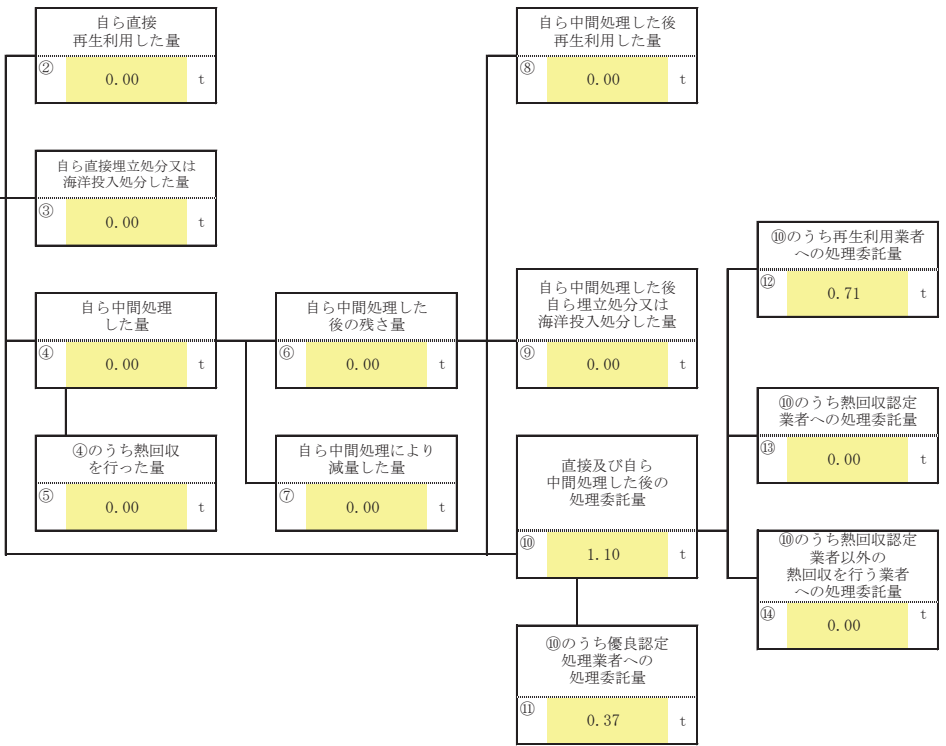 自ら直接
再生利用した量
②
0.00
t
自ら直接埋立処分又は
海洋投入処分した量
③
0.00
t
自ら中間処理
した量
④
0.00
t
④のうち熱回収
を行った量
⑤
0.00
t
自ら中間処理した
後の残さ量
⑥
0.00
t
自ら中間処理により
減量した量
⑦
0.00
t
自ら中間処理した後
再生利用した量
⑧
0.00
t
自ら中間処理した後
自ら埋立処分又は
海洋投入処分した量
⑨
0.00
t
直接及び自ら
中間処理した後の
処理委託量
⑩
1.10
t
⑩のうち優良認定
処理業者への
処理委託量
⑪
0.37
t
⑩のうち再生利用業者
への処理委託量
⑫
0.71
t
⑩のうち熱回収認定
業者への処理委託量
⑬
0.00
t
⑩のうち熱回収認定
業者以外の
熱回収を行う業者
への処理委託量
⑭
0.00
t